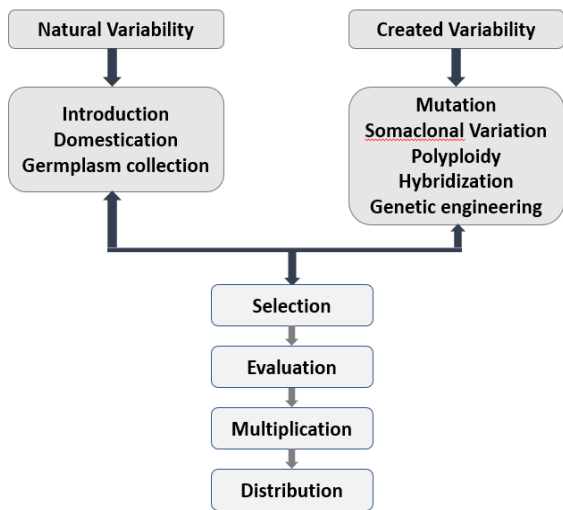 Natural Variability
Created Variability
Introduction
Domestication
Germplasm collection
Mutation
Somaclonal Variation
Polyploidy
Hybridization
Genetic engineering
Selection
Evaluation
Multiplication
Distribution